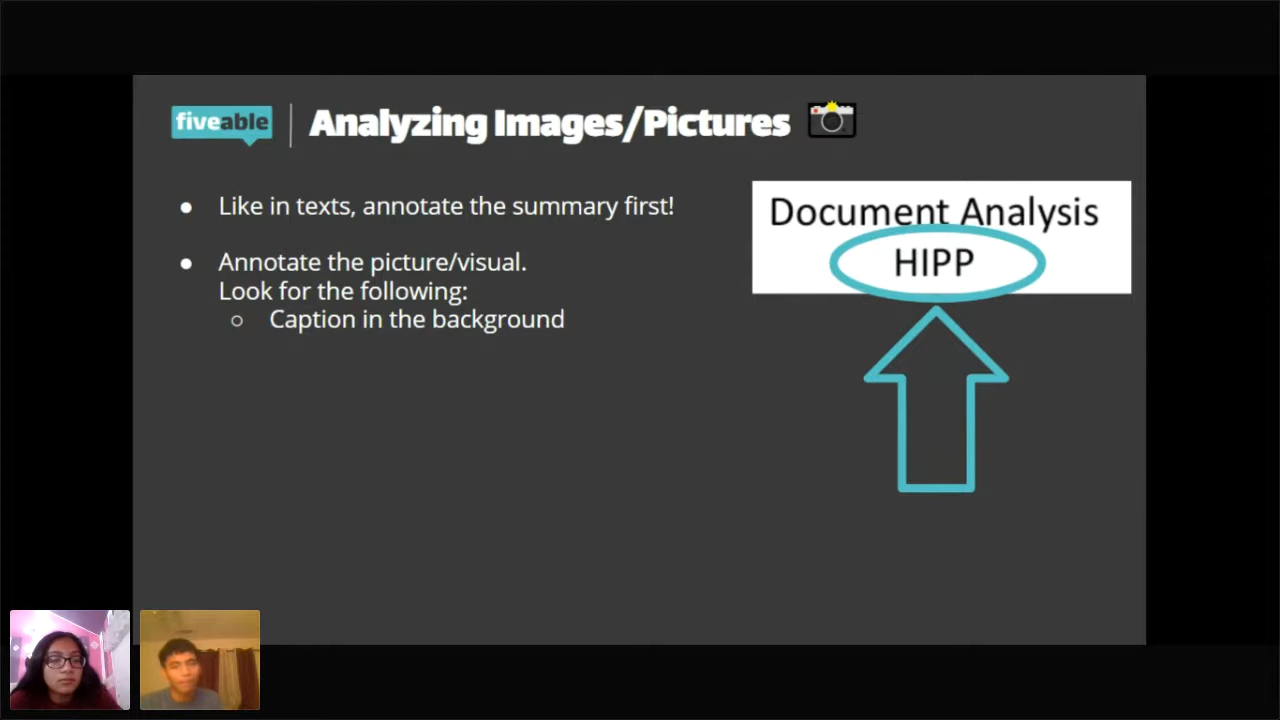 fiveable
Analyzing Images/Pictures
Like in texts, annotate the summary first!
Annotate the picture/visual.
Look for the following:
Caption in the background
Document Analysis
HIPP